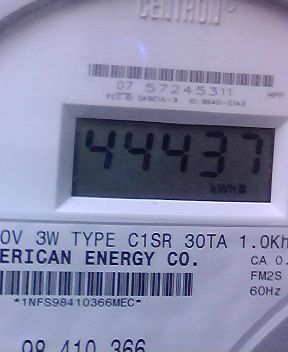 CENTRON
07 57245311
44437
kWh
0V 3W TYPE C1SR 30TA 1.0Kh
ERICAN ENERGY CO.
CA 0.
FM2S
60Hz
*1NFS98410366MEC*
98 410 366